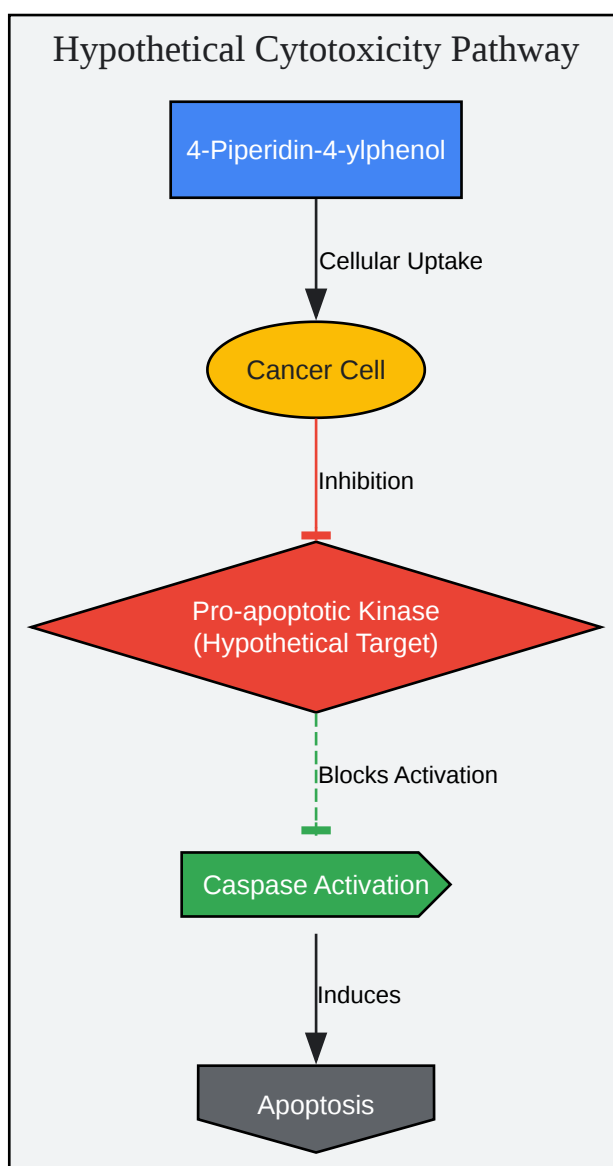 Hypothetical Cytotoxicity Pathway
4-Piperidin-4-ylphenol
Cellular Uptake
Cancer Cell
Inhibition
Pro-apoptotic Kinase
(Hypothetical Target)
Blocks Activation
Caspase Activation
Induces
Apoptosis